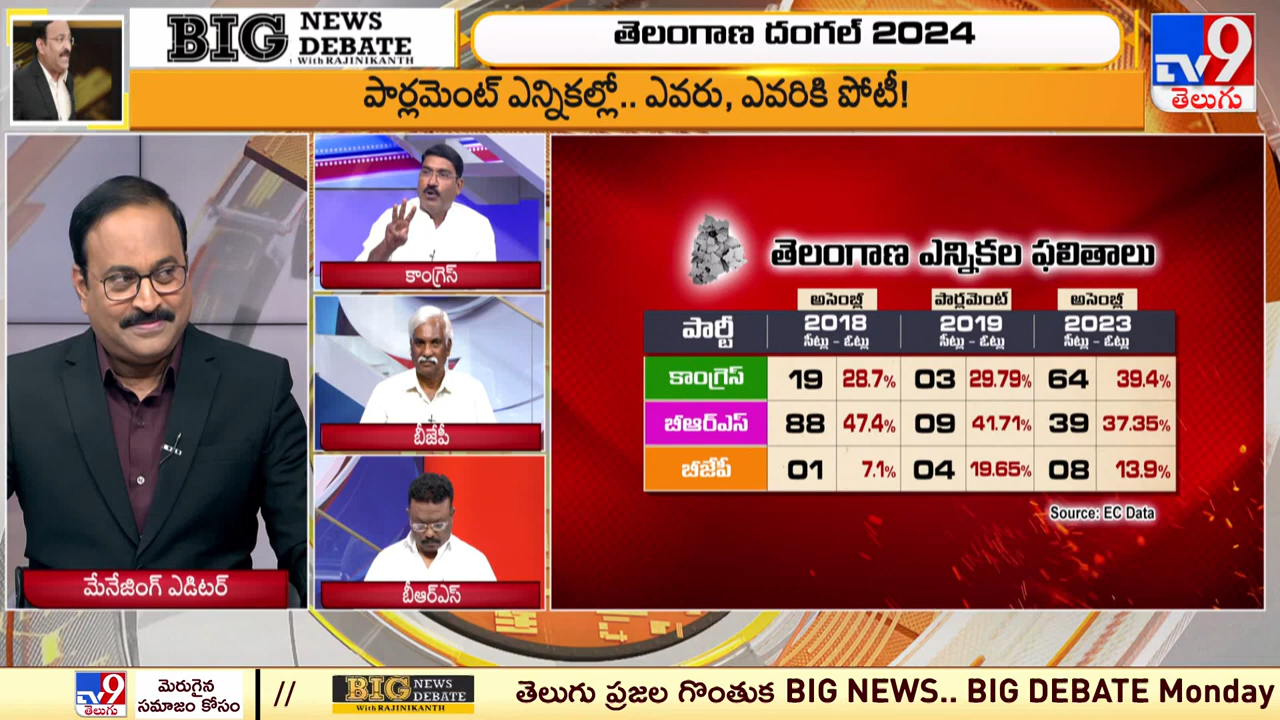 BIG NEWS DEBATE
With RAJINIKANTH
తెలంగాణ దంగల్ 2024
TV9
తెలుగు
పార్లమెంట్ ఎన్నికల్లో.. ఎవరు, ఎవరికి పోటీ!
కాంగ్రెస్
బీజేపీ
బీఆర్ఎస్
మేనేజింగ్ ఎడిటర్
తెలంగాణ ఎన్నికల ఫలితాలు
అసెంబ్లీ పార్లమెంట్ అసెంబ్లీ
పార్టీ 2018 2019 2023
సీట్లు - ఓట్లు సీట్లు - ఓట్లు సీట్లు - ఓట్లు
కాంగ్రెస్ 19 28.7% 03 29.79% 64 39.4%
బీఆర్ఎస్ 88 47.4% 09 41.71% 39 37.35%
బీజేపీ 01 7.1% 04 19.65% 08 13.9%
Source: EC Data
TV9
తెలుగు
మెరుగైన
సమాజం కోసం
//
BIG NEWS DEBATE
With RAJINIKANTH
తెలుగు ప్రజల గొంతుక BIG NEWS.. BIG DEBATE Monday